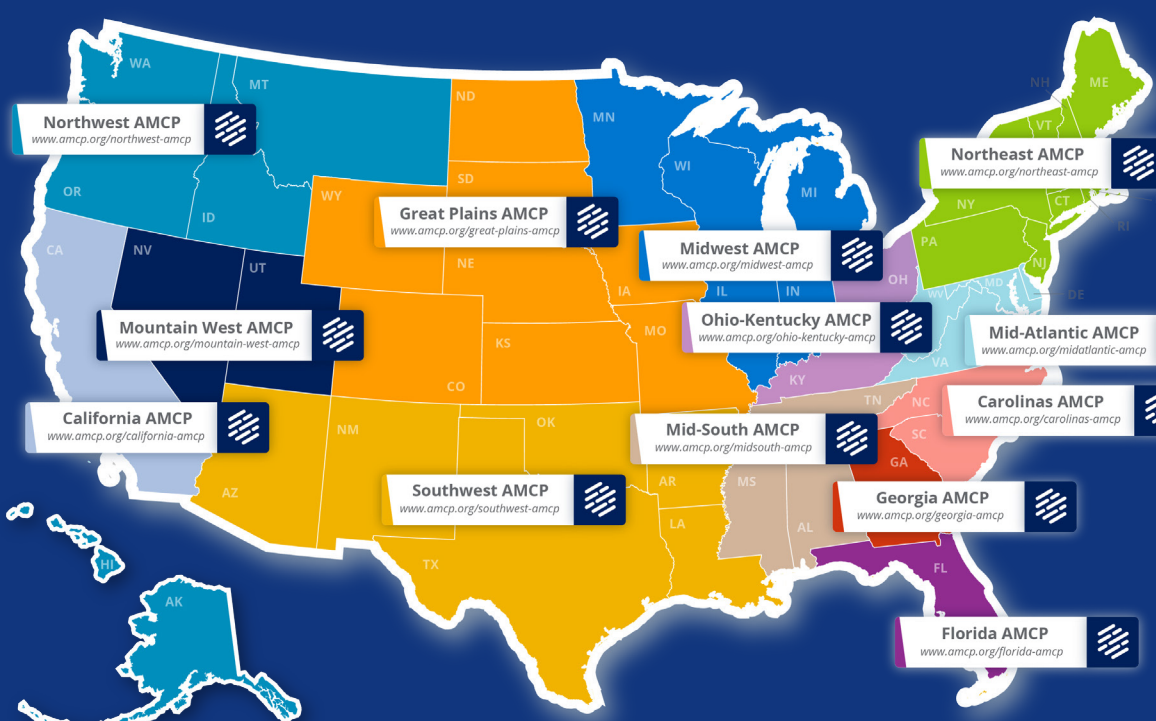 WA
MT
ND
MN
NH
ME
VT
Northwest AMCP
www.amcp.org/northwest-amcp
Northeast AMCP
www.amcp.org/northeast-amcp
OR
ID
WY
SD
WI
MI
NY
CT
RI
Great Plains AMCP
www.amcp.org/great-plains-amcp
CA
NV
UT
NE
IA
Midwest AMCP
www.amcp.org/midwest-amcp
IL
IN
OH
PA
NJ
WV
MD
DE
Mountain West AMCP
www.amcp.org/mountain-west-amcp
CO
KS
MO
Ohio-Kentucky AMCP
www.amcp.org/ohio-kentucky-amcp
KY
VA
Mid-Atlantic AMCP
www.amcp.org/midatlantic-amcp
California AMCP
www.amcp.org/california-amcp
NM
OK
TN
NC
SC
Carolinas AMCP
www.amcp.org/carolinas-amcp
Mid-South AMCP
www.amcp.org/midsouth-amcp
GA
AZ
Southwest AMCP
www.amcp.org/southwest-amcp
AR
MS
LA
AL
Georgia AMCP
www.amcp.org/georgia-amcp
HI
AK
TX
FL
Florida AMCP
www.amcp.org/florida-amcp